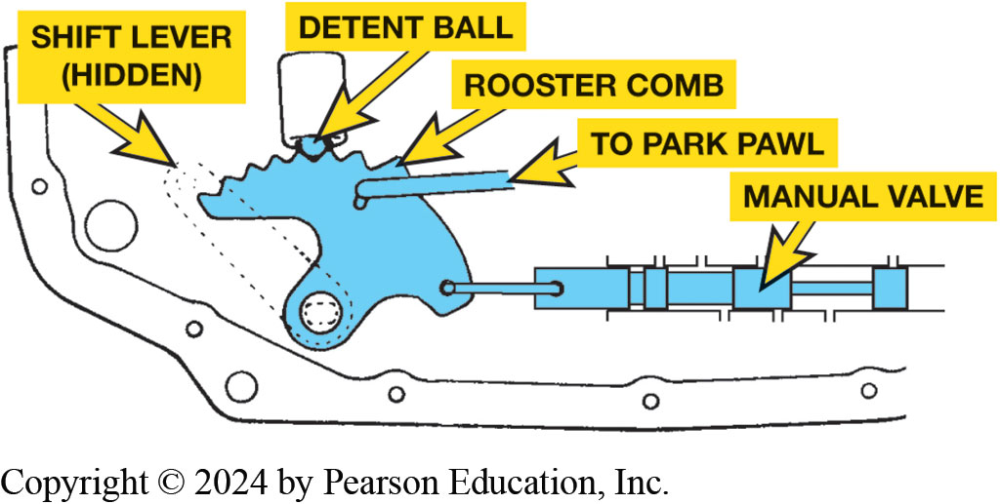 SHIFT LEVER
(HIDDEN)
DETENT BALL
ROOSTER COMB
TO PARK PAWL
MANUAL VALVE
Copyright © 2024 by Pearson Education, Inc.